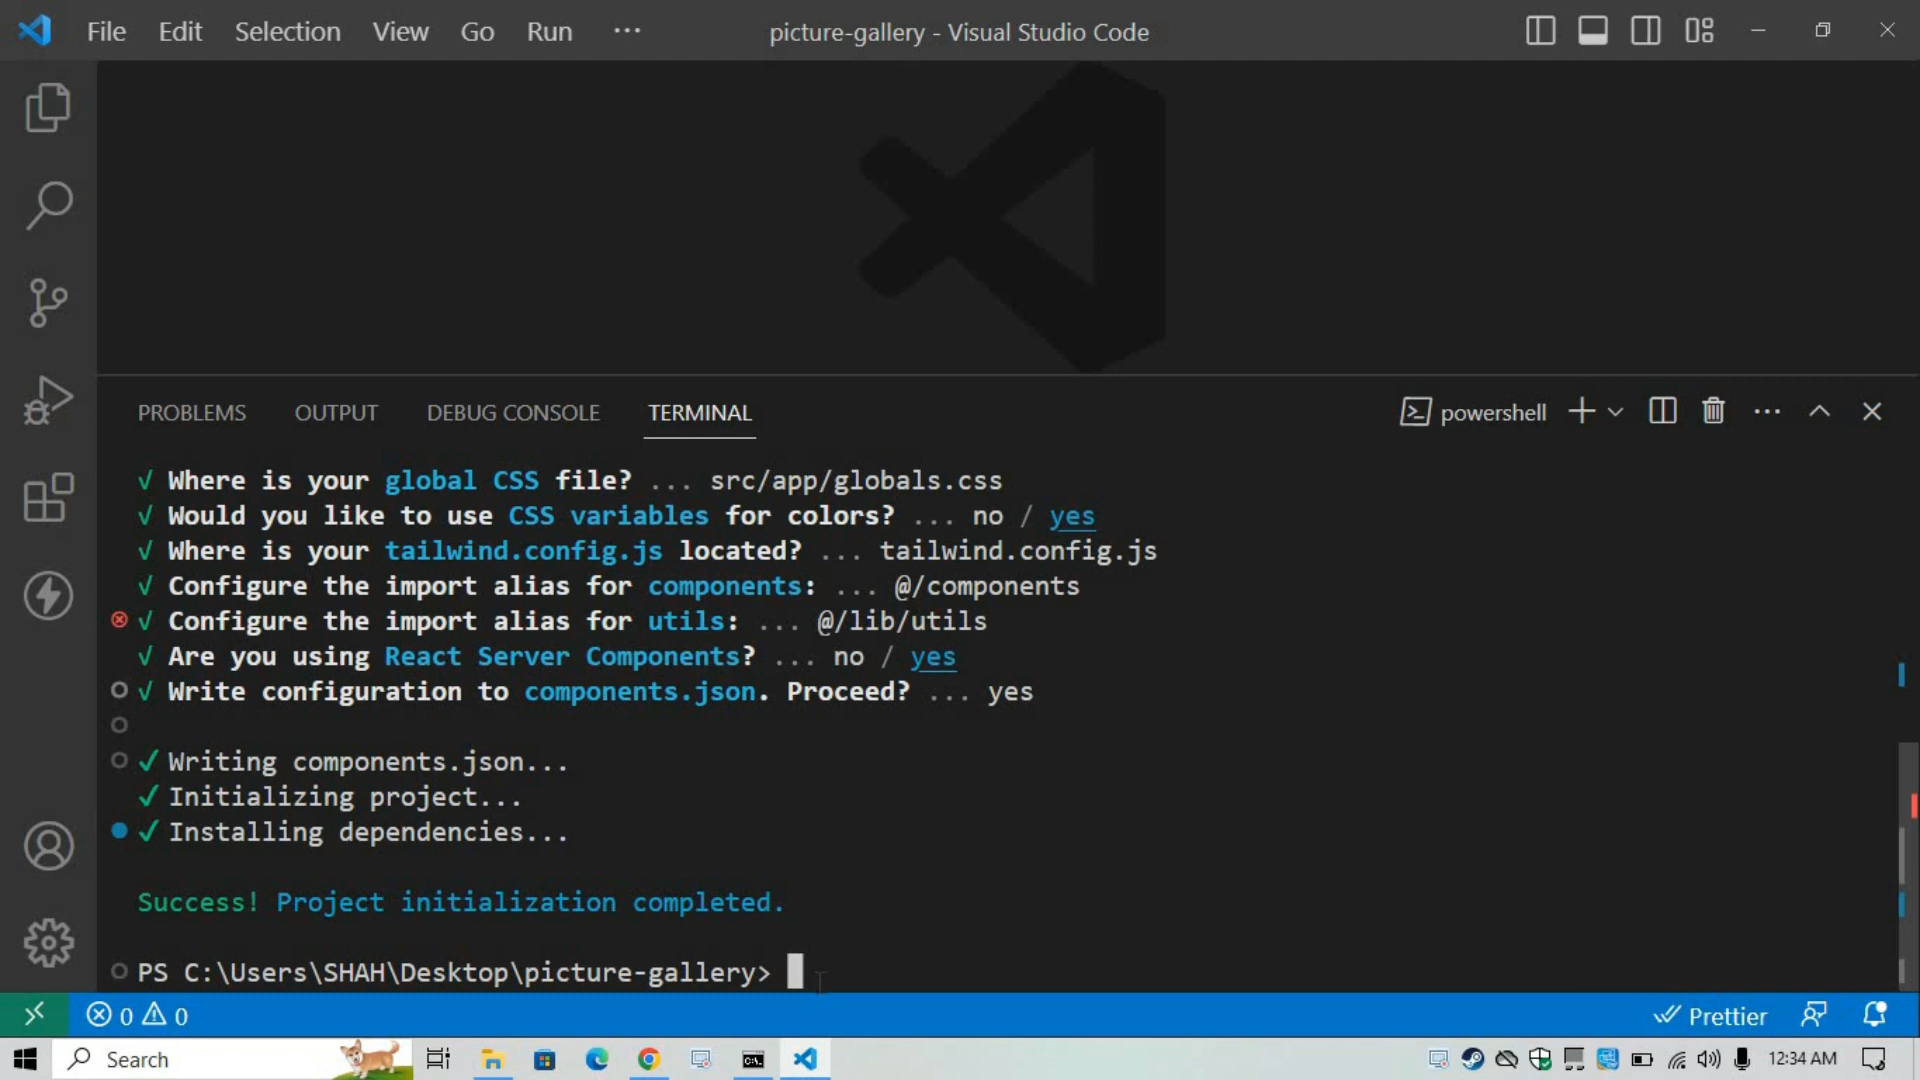 File Edit Selection View Go Run ···
picture-gallery - Visual Studio Code
PROBLEMS OUTPUT DEBUG CONSOLE TERMINAL
powershell
√ Where is your global CSS file? ... src/app/globals.css
√ Would you like to use CSS variables for colors? ... no / yes
√ Where is your tailwind.config.js located? ... tailwind.config.js
√ Configure the import alias for components: ... @/components
√ Configure the import alias for utils: ... @/lib/utils
√ Are you using React Server Components? ... no / yes
√ Write configuration to components.json. Proceed? ... yes
✓ Writing components.json...
✓ Initializing project...
✓ Installing dependencies...
Success! Project initialization completed.
PS C:\Users\SHAH\Desktop\picture-gallery>
0 0
Prettier
Search
12:34 AM